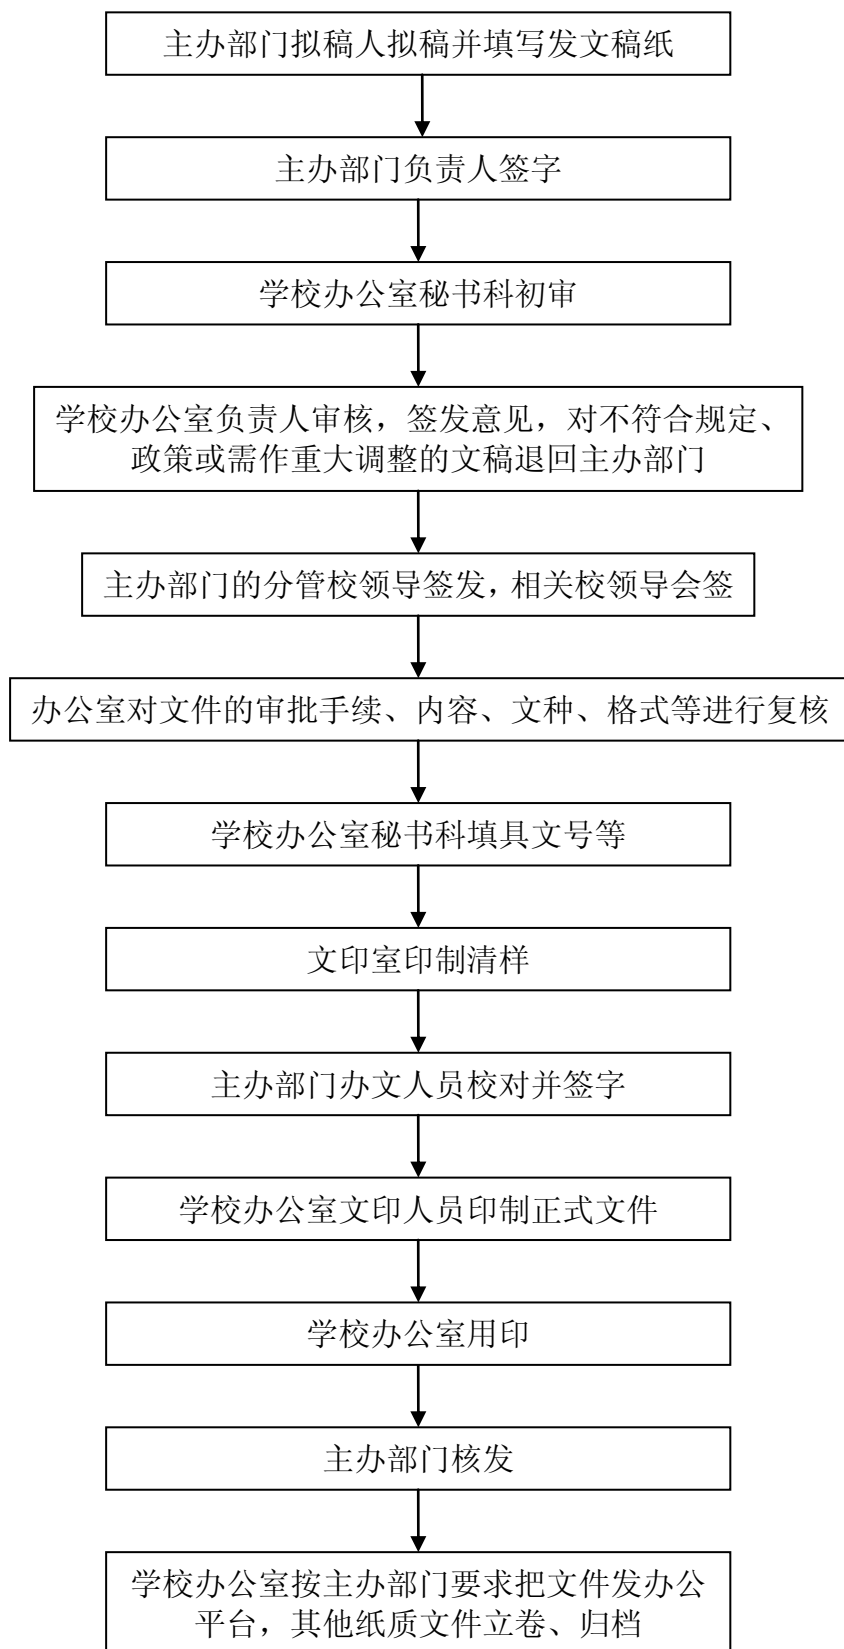 主办部门拟稿人拟稿并填写发文稿纸
主办部门负责人签字
学校办公室秘书科初审
学校办公室负责人审核，签发意见，对不符合规定、
政策或需作重大调整的文稿退回主办部门
主办部门的分管校领导签发，相关校领导会签
办公室对文件的审批手续、内容、文种、格式等进行复核
学校办公室秘书科填具文号等
文印室印制清样
主办部门办文人员校对并签字
学校办公室文印人员印制正式文件
学校办公室用印
主办部门核发
学校办公室按主办部门要求把文件发办公
平台，其他纸质文件立卷、归档